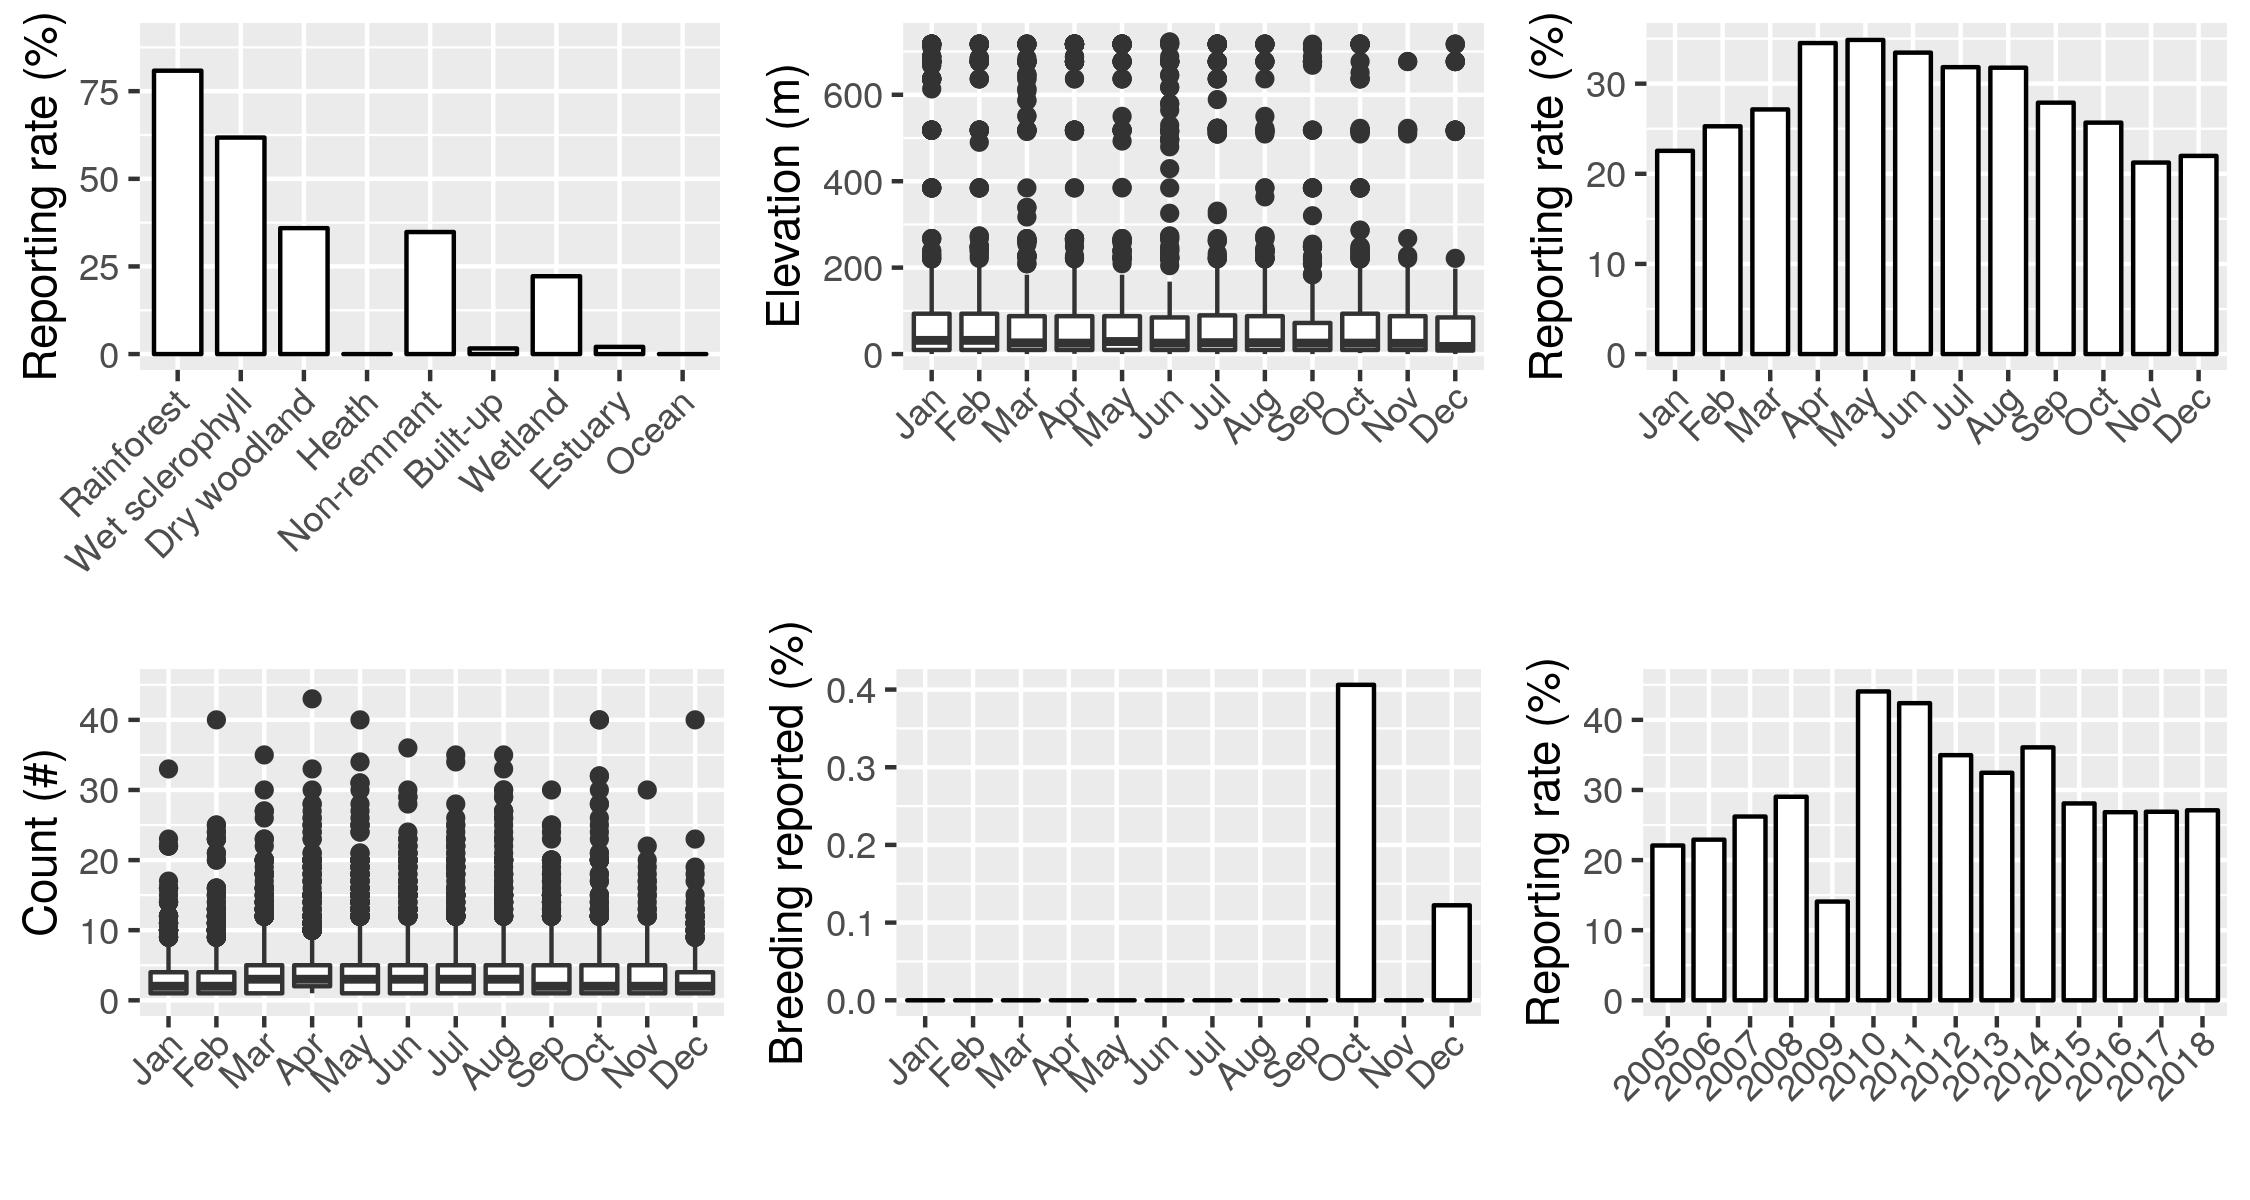 Reporting rate (%)
75
50
25
0
Rainforest
Wet sclerophyll
Dry woodland
Heath
Non-remnant
Built-up
Wetland
Estuary
Ocean
Elevation (m)
600
400
200
0
Jan
Feb
Mar
Apr
May
Jun
Jul
Aug
Sep
Oct
Nov
Dec
Reporting rate (%)
30
20
10
0
Jan
Feb
Mar
Apr
May
Jun
Jul
Aug
Sep
Oct
Nov
Dec
Count (#)
40
30
20
10
0
Jan
Feb
Mar
Apr
May
Jun
Jul
Aug
Sep
Oct
Nov
Dec
Breeding reported (%)
0.4
0.3
0.2
0.1
0.0
Jan
Feb
Mar
Apr
May
Jun
Jul
Aug
Sep
Oct
Nov
Dec
Reporting rate (%)
40
30
20
10
0
2005
2006
2007
2008
2009
2010
2011
2012
2013
2014
2015
2016
2017
2018